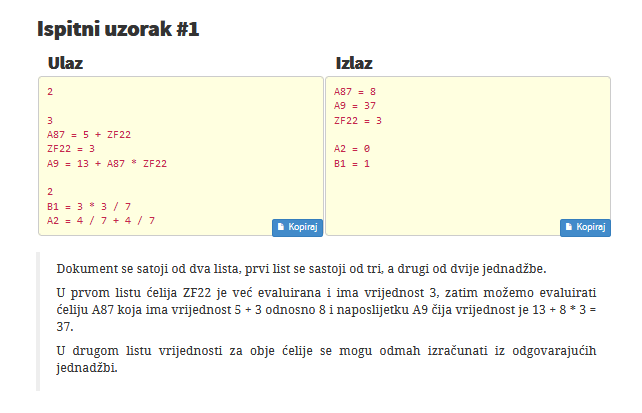 Ispitni uzorak #1
Ulaz
2
3
A87 = 5 + ZF22
ZF22 = 3
A9 = 13 + A87 * ZF22
2
B1 = 3 * 3 / 7
A2 = 4 / 7 + 4 / 7
Kopiraj
Izlaz
A87 = 8
A9 = 37
ZF22 = 3
A2 = 0
B1 = 1
Kopiraj
Dokument se satoji od dva lista, prvi list se sastoji od tri, a drugi od dvije jednadžbe.
U prvom listu ćelija ZF22 je već evaluirana i ima vrijednost 3, zatim možemo evaluirati
ćeliju A87 koja ima vrijednost 5 + 3 odnosno 8 i naposlijetku A9 čija vrijednost je 13 + 8 * 3 =
37.
U drugom listu vrijednosti za obje ćelije se mogu odmah izračunati iz odgovarajućih
jednadžbi.